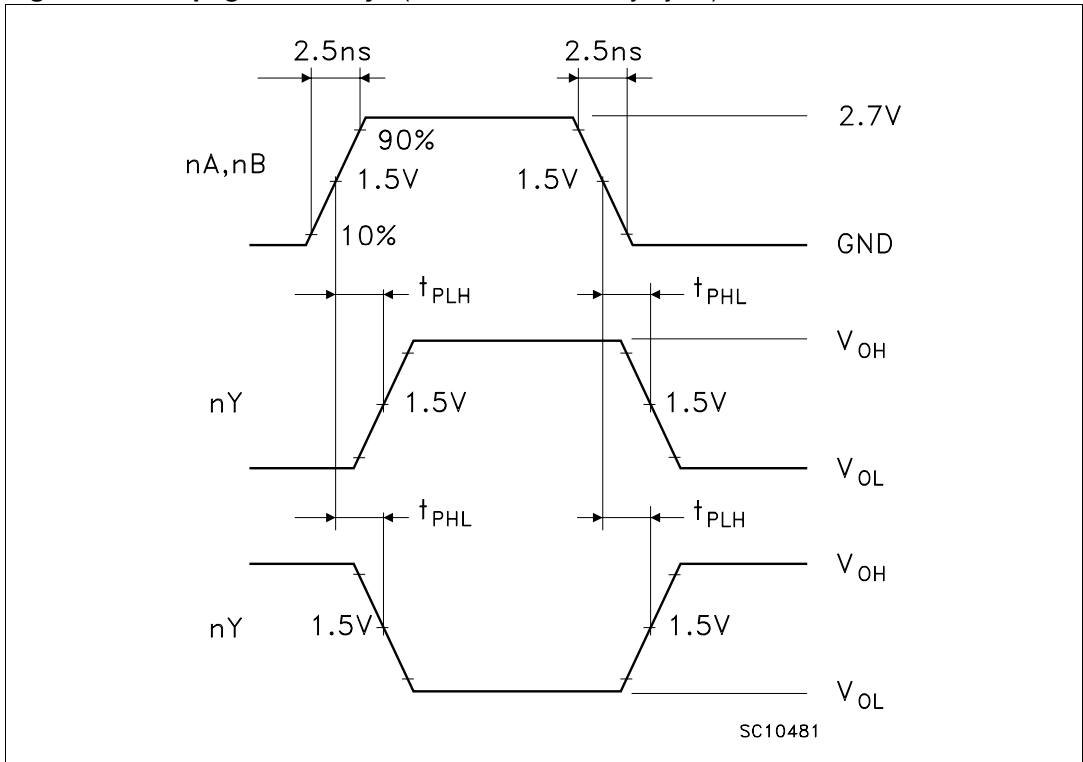 2.5ns 2.5ns
2.7V
90%
nA,nB
1.5V 1.5V
10%
GND
tPLH tPHL
VOH
nY 1.5V 1.5V
VOL
tPHL tPLH
VOH
nY 1.5V 1.5V
VOL
SC10481